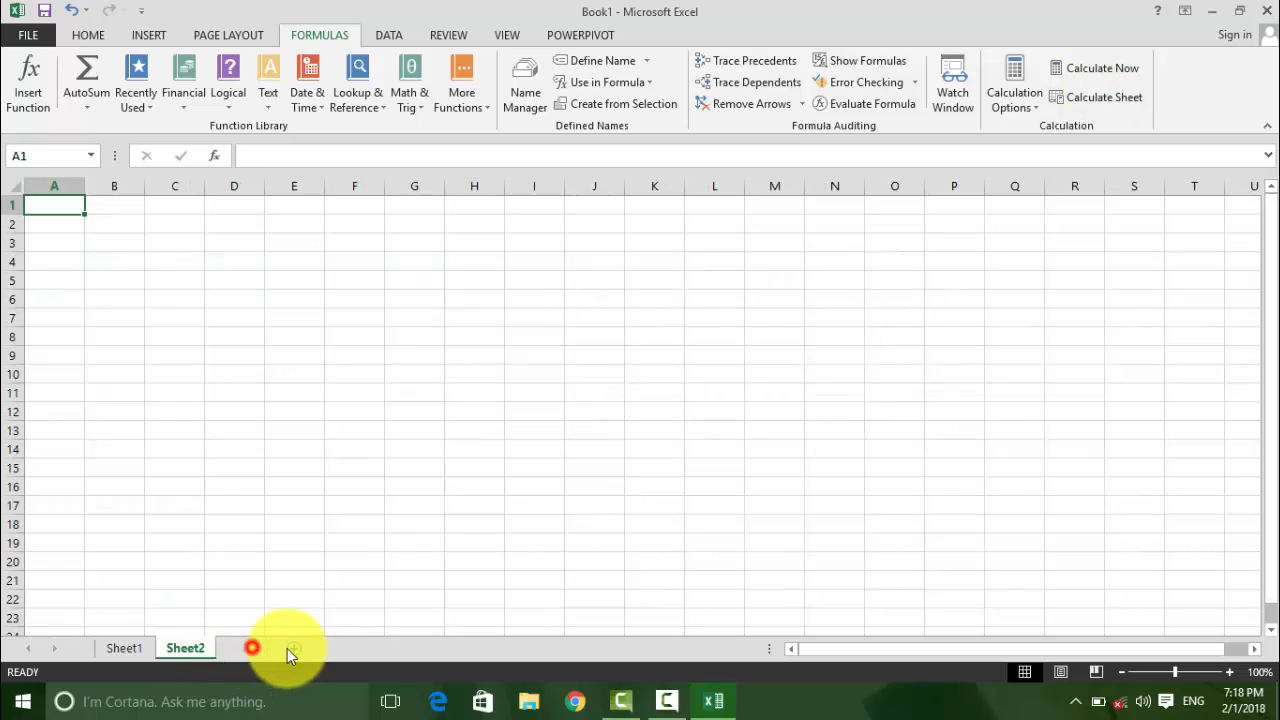 Book1 - Microsoft Excel
?
FILE HOME INSERT PAGE LAYOUT FORMULAS DATA REVIEW VIEW POWERPIVOT Sign in
fx Insert Function
Σ AutoSum
Recently Used
Financial
Logical
A Text
Date & Time
Lookup & Reference
θ Math & Trig
More Functions
Function Library
Name Manager
Define Name
Use in Formula
Create from Selection
Defined Names
Trace Precedents
Trace Dependents
Remove Arrows
Show Formulas
Error Checking
Evaluate Formula
Formula Auditing
Watch Window
Calculation Options
Calculate Now
Calculate Sheet
Calculation
A1 fx
A B C D E F G H I J K L M N O P Q R S T U
1
2
3
4
5
6
7
8
9
10
11
12
13
14
15
16
17
18
19
20
21
22
23
24
Sheet1 Sheet2
READY 100%
I'm Cortana. Ask me anything. ENG 7:18 PM
2/1/2018